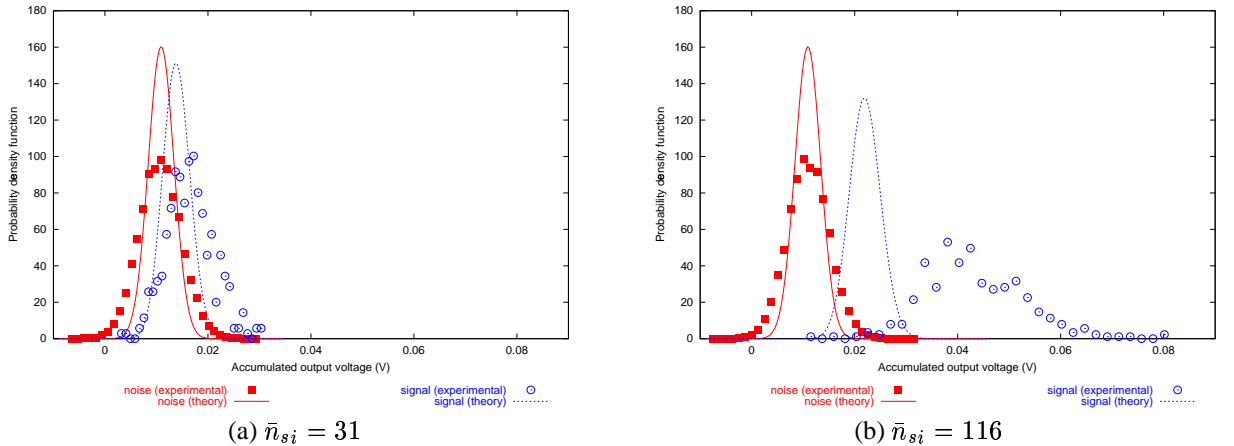 180
160
140
120
100
80
60
40
20
0
Probability density function
0
0.02
0.04
0.06
0.08
Accumulated output voltage (V)
noise (experimental)
noise (theory)
signal (experimental)
signal (theory)
(a) n̄si = 31
180
160
140
120
100
80
60
40
20
0
Probability density function
0
0.02
0.04
0.06
0.08
Accumulated output voltage (V)
noise (experimental)
noise (theory)
signal (experimental)
signal (theory)
(b) n̄si = 116